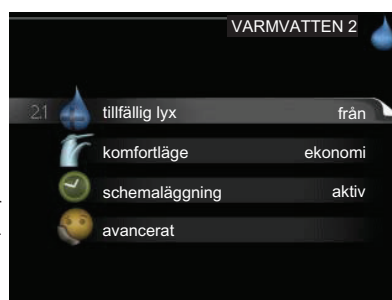 VARMVATTEN 2
2.1 tillfällig lyx från
komfortläge ekonomi
schemaläggning aktiv
avancerat